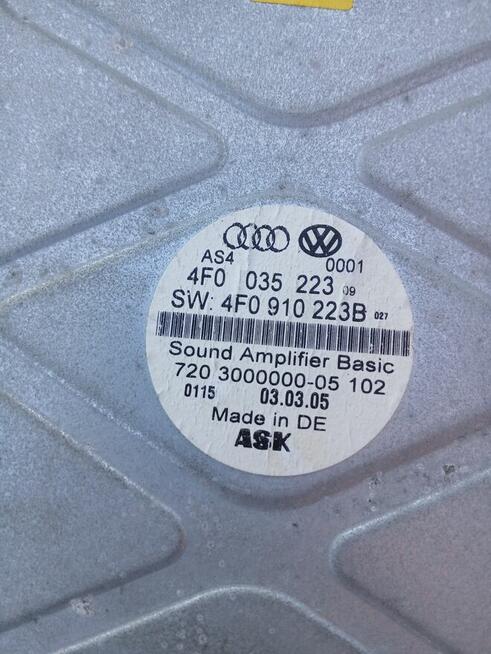 AS4 0001
4F0 035 223 09
SW: 4F0 910 223B 027
Sound Amplifier Basic
720 3000000-05 102
0115 03.03.05
Made in DE
ASK